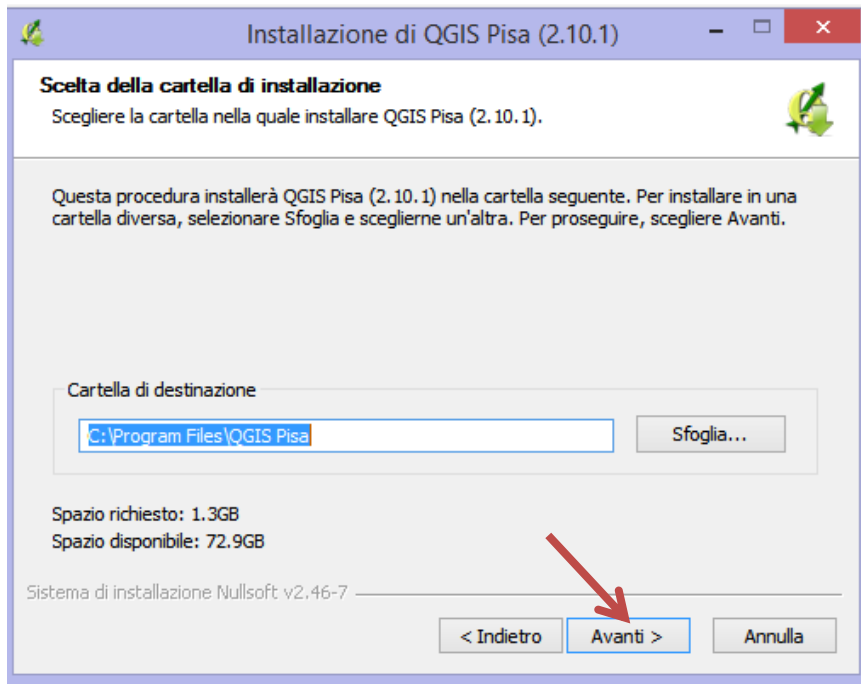 Installazione di QGIS Pisa (2.10.1)
Scelta della cartella di installazione
Scegliere la cartella nella quale installare QGIS Pisa (2.10.1).
Questa procedura installerà QGIS Pisa (2.10.1) nella cartella seguente. Per installare in una
cartella diversa, selezionare Sfoglia e sceglierne un'altra. Per proseguire, scegliere Avanti.
Cartella di destinazione
C:\Program Files\QGIS Pisa
Sfoglia...
Spazio richiesto: 1.3GB
Spazio disponibile: 72.9GB
Sistema di installazione Nullsoft v2.46-7
< Indietro
Avanti >
Annulla